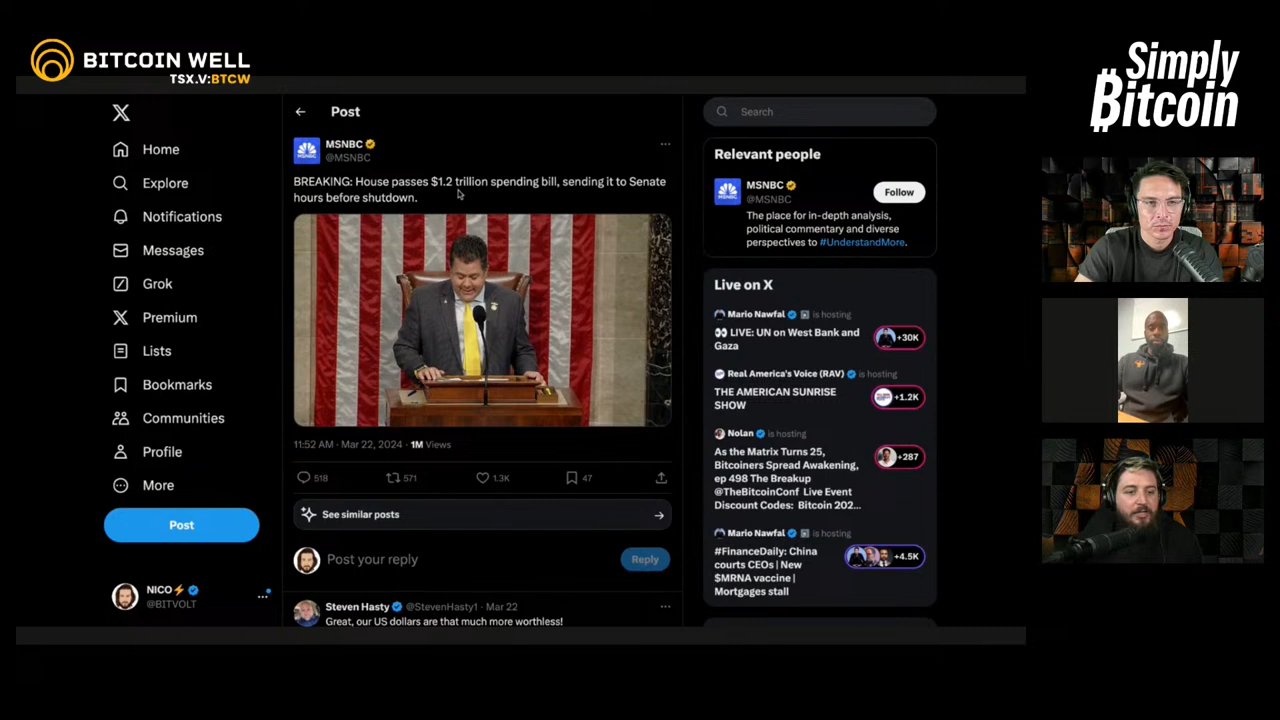 BITCOIN WELL
TSX.V:BTCW
Simply
Bitcoin
Home
Explore
Notifications
Messages
Grok
Premium
Lists
Bookmarks
Communities
Profile
More
Post
NICO⚡
@BITVOLT
Post
MSNBC
@MSNBC
BREAKING: House passes $1.2 trillion spending bill, sending it to Senate
hours before shutdown.
11:52 AM · Mar 22, 2024 · 1M Views
518
571
1.3K
47
See similar posts
Post your reply
Reply
Steven Hasty @StevenHasty1 · Mar 22
Great, our US dollars are that much more worthless!
Search
Relevant people
MSNBC
@MSNBC
Follow
The place for in-depth analysis,
political commentary and diverse
perspectives to #UnderstandMore.
Live on X
Mario Nawfal is hosting
👀 LIVE: UN on West Bank and
Gaza
+30K
Real America's Voice (RAV) is hosting
THE AMERICAN SUNRISE
SHOW
+1.2K
Nolan is hosting
As the Matrix Turns 25,
Bitcoiners Spread Awakening,
ep 498 The Breakup
@TheBitcoinConf Live Event
Discount Codes: Bitcoin 202...
+287
Mario Nawfal is hosting
#FinanceDaily: China
courts CEOs | New
$MRNA vaccine |
Mortgages stall
+4.5K